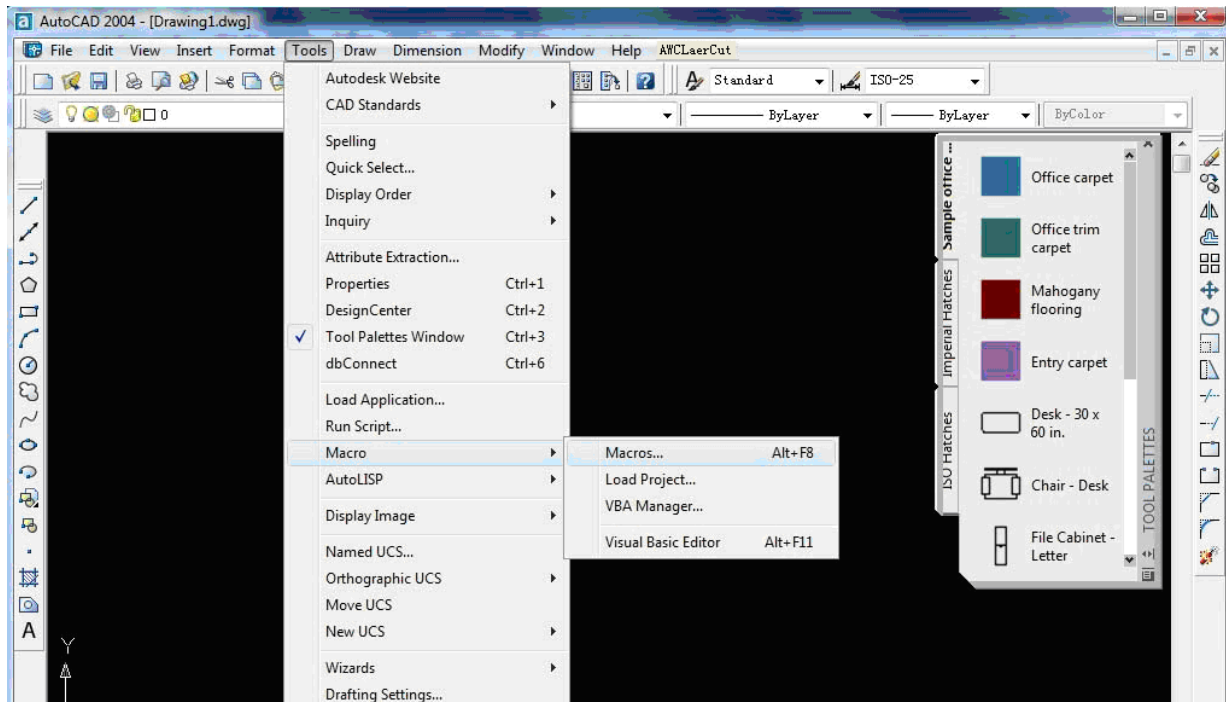 AutoCAD 2004 - [Drawing1.dwg]
File Edit View Insert Format Tools Draw Dimension Modify Window Help AWCLaerCut
Standard ISO-25
0 ByLayer ByLayer ByColor
Autodesk Website
CAD Standards
Spelling
Quick Select...
Display Order
Inquiry
Attribute Extraction...
Properties Ctrl+1
DesignCenter Ctrl+2
Tool Palettes Window Ctrl+3
dbConnect Ctrl+6
Load Application...
Run Script...
Macro
AutoLISP
Display Image
Named UCS...
Orthographic UCS
Move UCS
New UCS
Wizards
Drafting Settings...
Macros... Alt+F8
Load Project...
VBA Manager...
Visual Basic Editor Alt+F11
Sample office ...
Imperial Hatches
ISO Hatches
Office carpet
Office trim
carpet
Mahogany
flooring
Entry carpet
Desk - 30 x
60 in.
Chair - Desk
File Cabinet -
Letter
TOOL PALETTES
A
Y